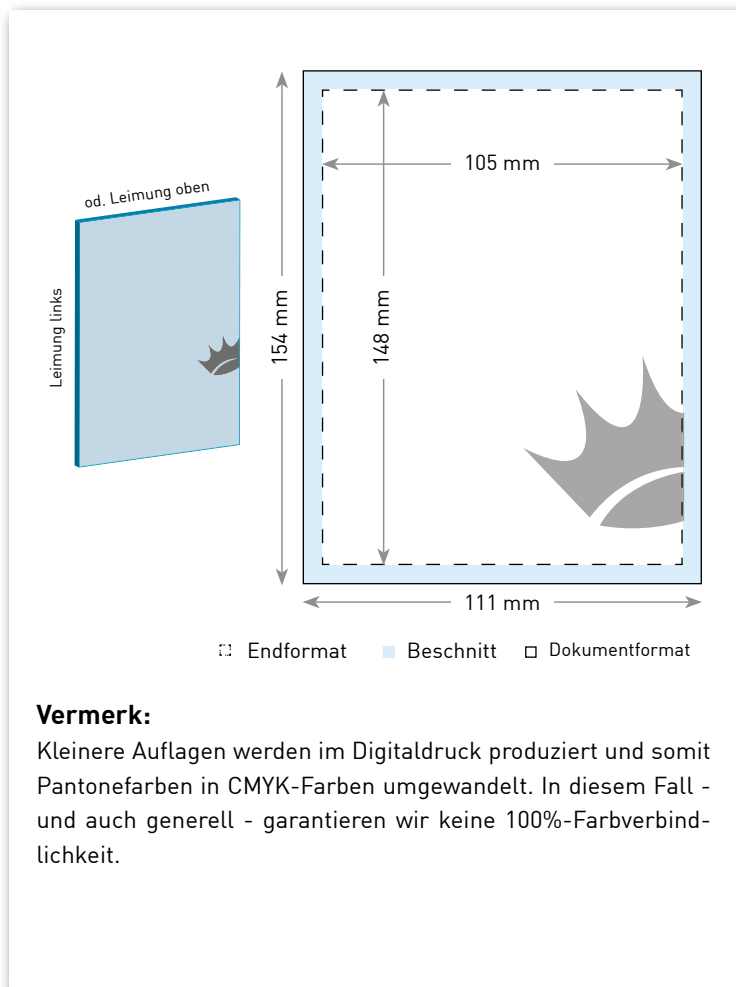 od. Leimung oben
Leimung links
105 mm
154 mm
148 mm
111 mm
Endformat Beschnitt Dokumentformat
Vermerk:
Kleinere Auflagen werden im Digitaldruck produziert und somit
Pantonefarben in CMYK-Farben umgewandelt. In diesem Fall -
und auch generell - garantieren wir keine 100%-Farbverbind-
lichkeit.